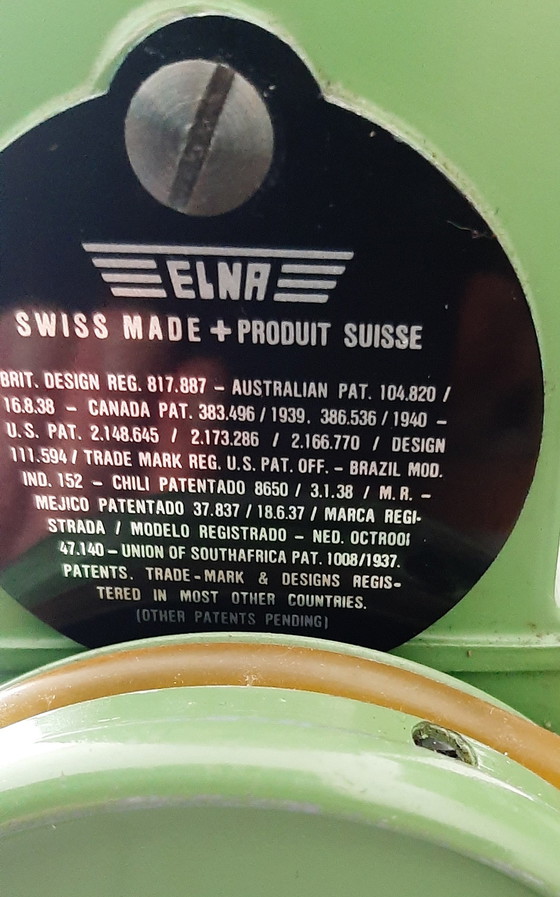 ELNA
SWISS MADE + PRODUIT SUISSE
BRIT. DESIGN REG. 817.887 – AUSTRALIAN PAT. 104.820 /
16.8.38 – CANADA PAT. 383.496 / 1939, 386.536 / 1940 –
U.S. PAT. 2.148.645 / 2.173.286 / 2.166.770 / DESIGN
111.594 / TRADE MARK REG. U.S. PAT. OFF. – BRAZIL MOD.
IND. 152 – CHILI PATENTADO 8650 / 3.1.38 / M.R. –
MEJICO PATENTADO 37.837 / 18.6.37 / MARCA REGI-
STRADA / MODELO REGISTRADO – NED. OCTROOI
47.140 – UNION OF SOUTHAFRICA PAT. 1008/1937.
PATENTS, TRADE-MARK & DESIGNS REGIS-
TERED IN MOST OTHER COUNTRIES.
(OTHER PATENTS PENDING)